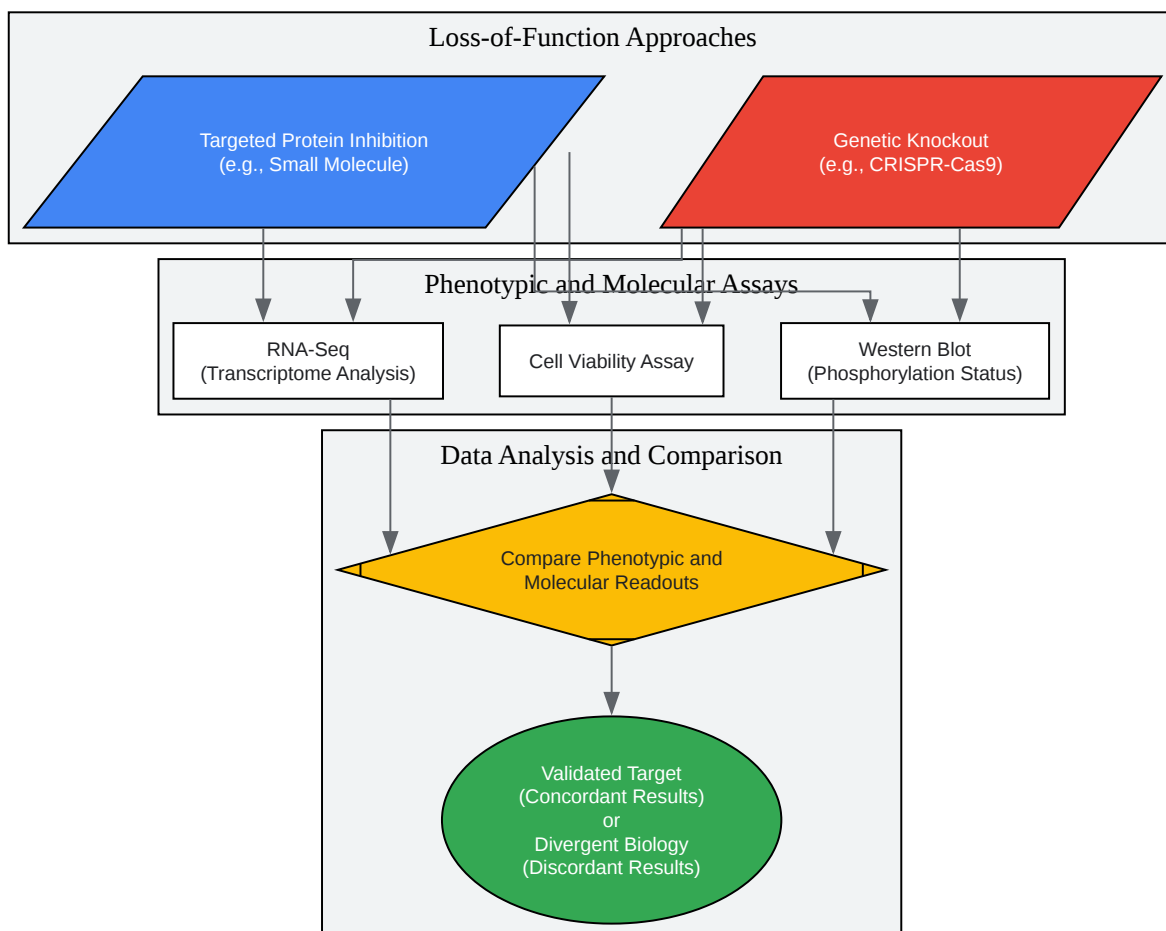 Loss-of-Function Approaches
Targeted Protein Inhibition
(e.g., Small Molecule)
Genetic Knockout
(e.g., CRISPR-Cas9)
Phenotypic and Molecular Assays
RNA-Seq
(Transcriptome Analysis)
Cell Viability Assay
Western Blot
(Phosphorylation Status)
Data Analysis and Comparison
Compare Phenotypic and
Molecular Readouts
Validated Target
(Concordant Results)
or
Divergent Biology
(Discordant Results)